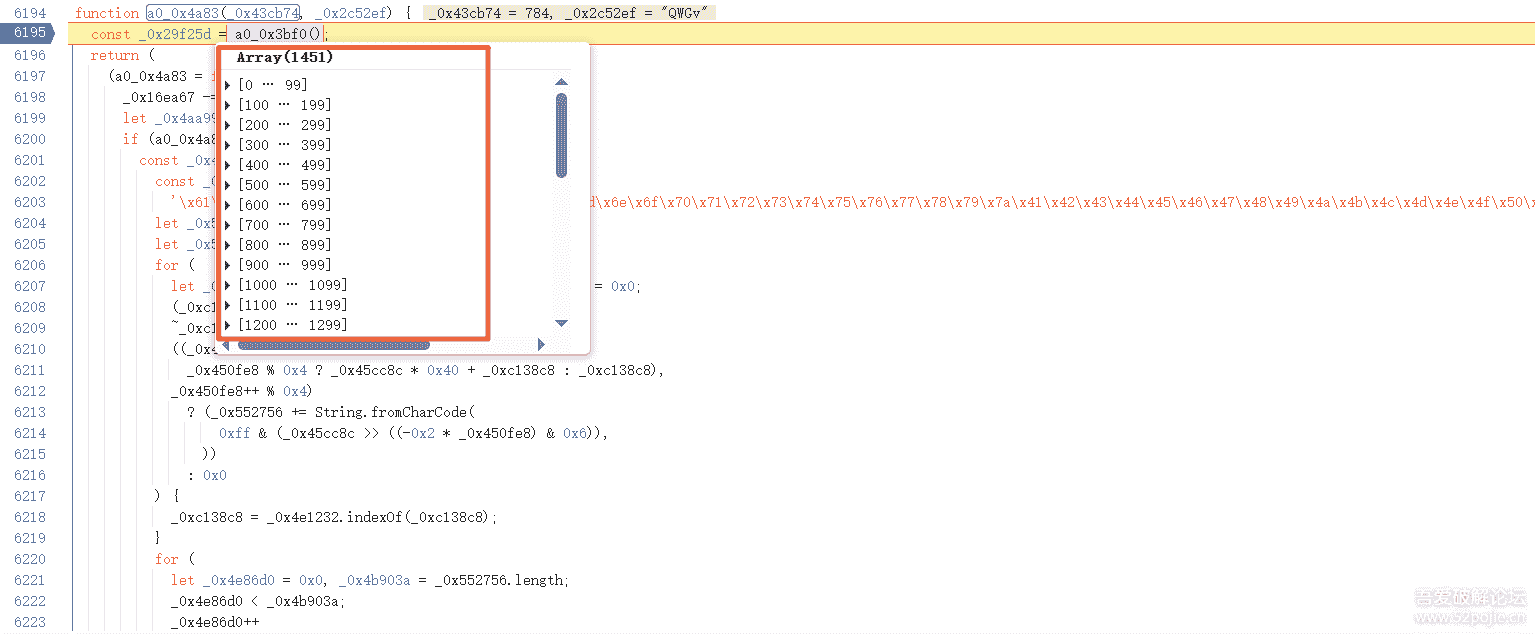 6194 function a0_0x4a83(_0x43cb74, _0x2c52ef) { _0x43cb74 = 784, _0x2c52ef = "QWGv"
6195 const _0x29f25d = a0_0x3bf0();
6196 return (
Array(1451)
6197 (a0_0x4a83 = f
[0 … 99]
6198 _0x16ea67 -=
[100 … 199]
6199 let _0x4aa99
[200 … 299]
6200 if (a0_0x4a8
[300 … 399]
6201 const _0x4
[400 … 499]
6202 const _0
[500 … 599]
6203 '\x61\ d\x6e\x6f\x70\x71\x72\x73\x74\x75\x76\x77\x78\x79\x7a\x41\x42\x43\x44\x45\x46\x47\x48\x49\x4a\x4b\x4c\x4d\x4e\x4f\x50\x
[600 … 699]
6204 let _0x5
[700 … 799]
6205 let _0x5
[800 … 899]
6206 for (
[900 … 999]
6207 let _0 = 0x0;
[1000 … 1099]
6208 (_0xc1
[1100 … 1199]
6209 ~_0xc1
[1200 … 1299]
6210 ((_0x4
6211 _0x450fe8 % 0x4 ? _0x45cc8c * 0x40 + _0xc138c8 : _0xc138c8),
6212 _0x450fe8++ % 0x4)
6213 ? (_0x552756 += String.fromCharCode(
6214 0xff & (_0x45cc8c >> ((-0x2 * _0x450fe8) & 0x6)),
6215 ))
6216 : 0x0
6217 ) {
6218 _0xc138c8 = _0x4e1232.indexOf(_0xc138c8);
6219 }
6220 for (
6221 let _0x4e86d0 = 0x0, _0x4b903a = _0x552756.length;
6222 _0x4e86d0 < _0x4b903a;
6223 _0x4e86d0++
吾爱破解论坛
www.52pojie.cn